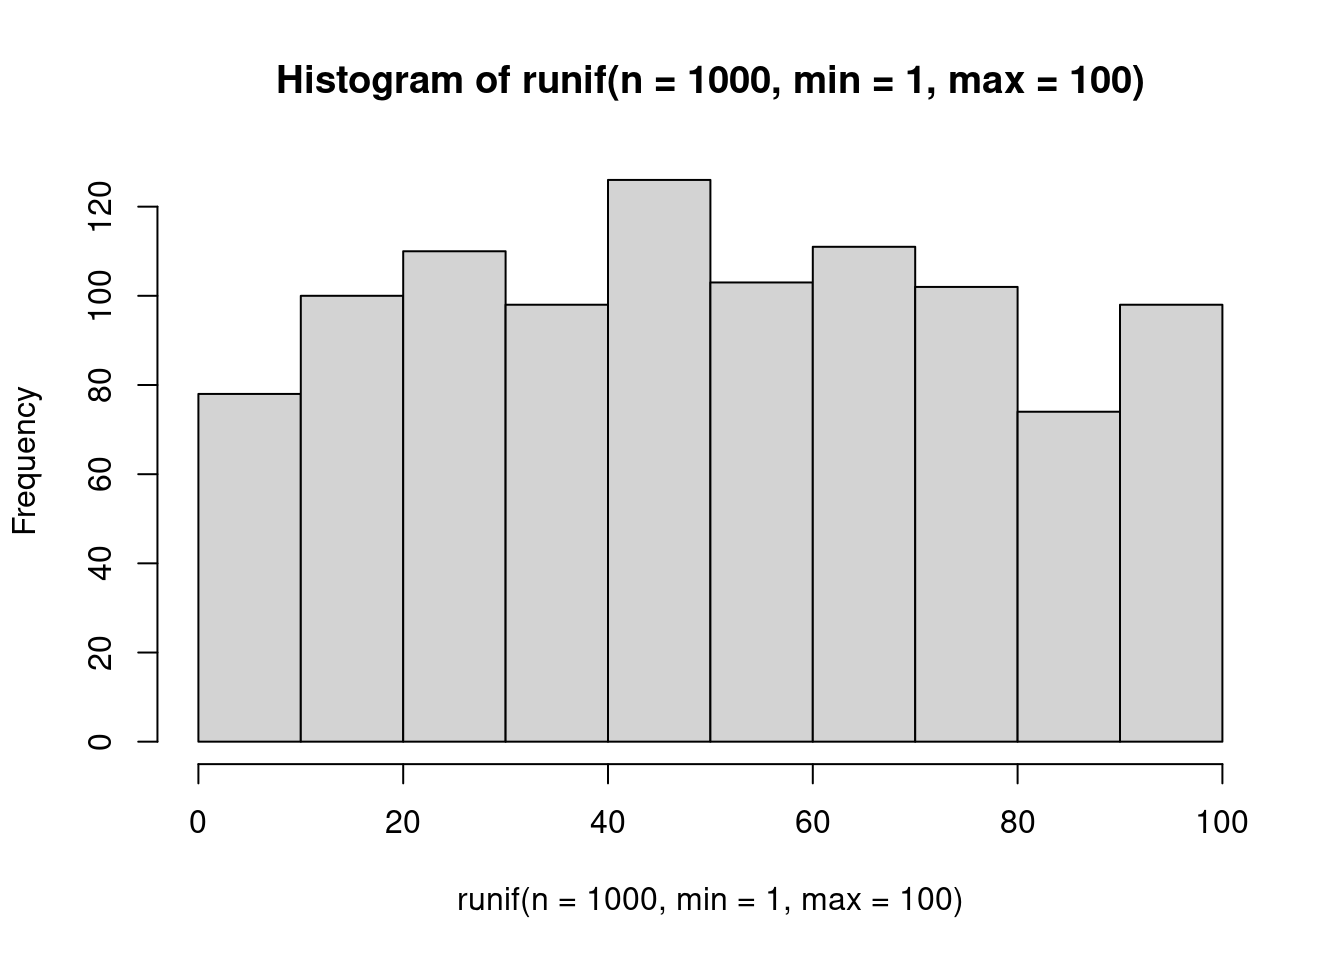 Histogram of runif(n = 1000, min = 1, max = 100)
Frequency
120
100
80
60
40
20
0
0 20 40 60 80 100
runif(n = 1000, min = 1, max = 100)